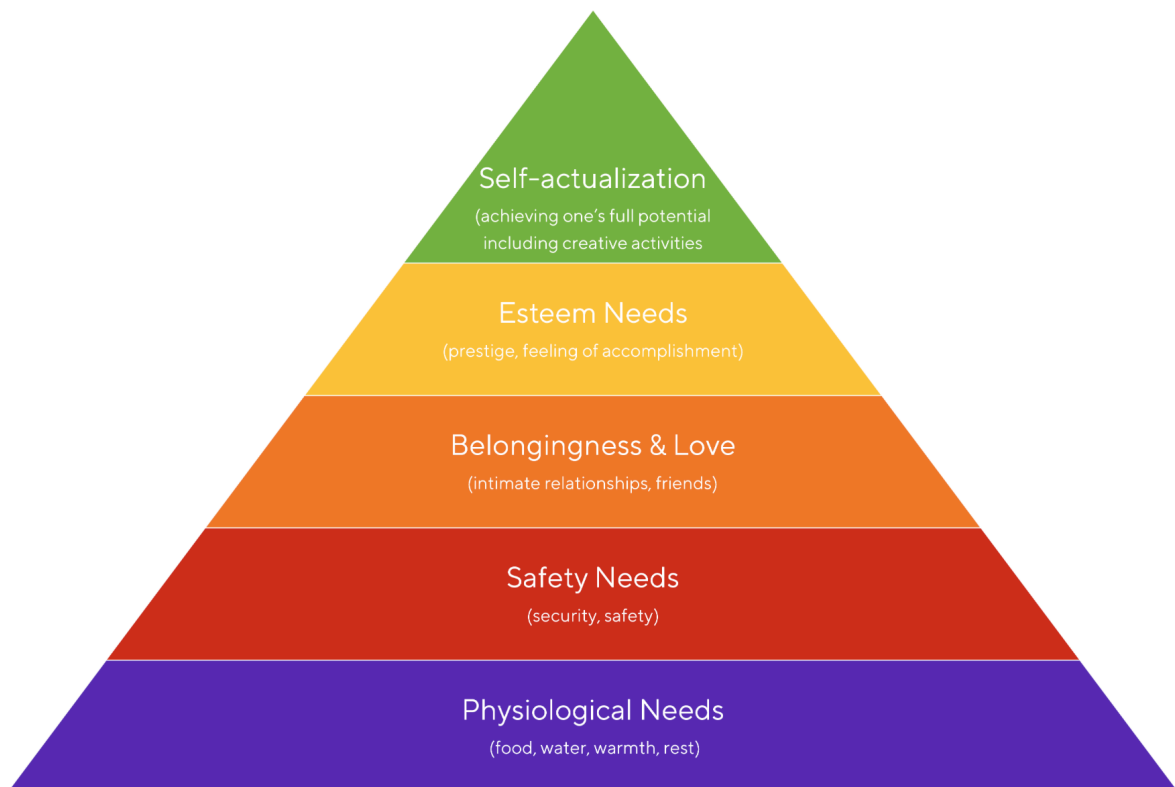 Self-actualization
(achieving one's full potential
including creative activities
Esteem Needs
(prestige, feeling of accomplishment)
Belongingness & Love
(intimate relationships, friends)
Safety Needs
(security, safety)
Physiological Needs
(food, water, warmth, rest)